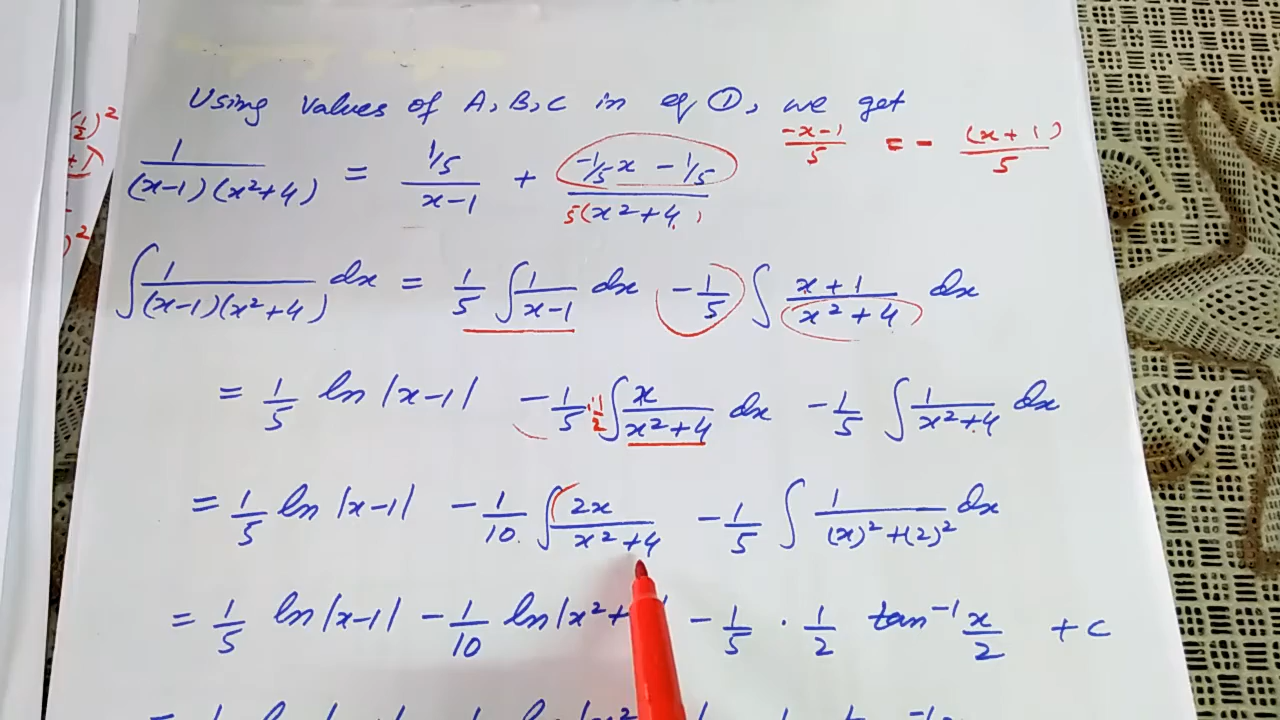 Using values of A, B, C in eq ①, we get
-x-1/5 = - (x+1)/5
1/((x-1)(x²+4)) = 1/5/(x-1) + (-1/5x - 1/5)/5(x²+4)
∫ 1/((x-1)(x²+4)) dx = 1/5 ∫ 1/(x-1) dx - 1/5 ∫ (x+1)/(x²+4) dx
= 1/5 ln |x-1| - 1/5 · 1/2 ∫ x/(x²+4) dx - 1/5 ∫ 1/(x²+4) dx
= 1/5 ln |x-1| - 1/10 ∫ 2x/(x²+4) - 1/5 ∫ 1/((x)²+(2)²) dx
= 1/5 ln |x-1| - 1/10 ln |x²+ - 1/5 · 1/2 tan⁻¹ x/2 + c